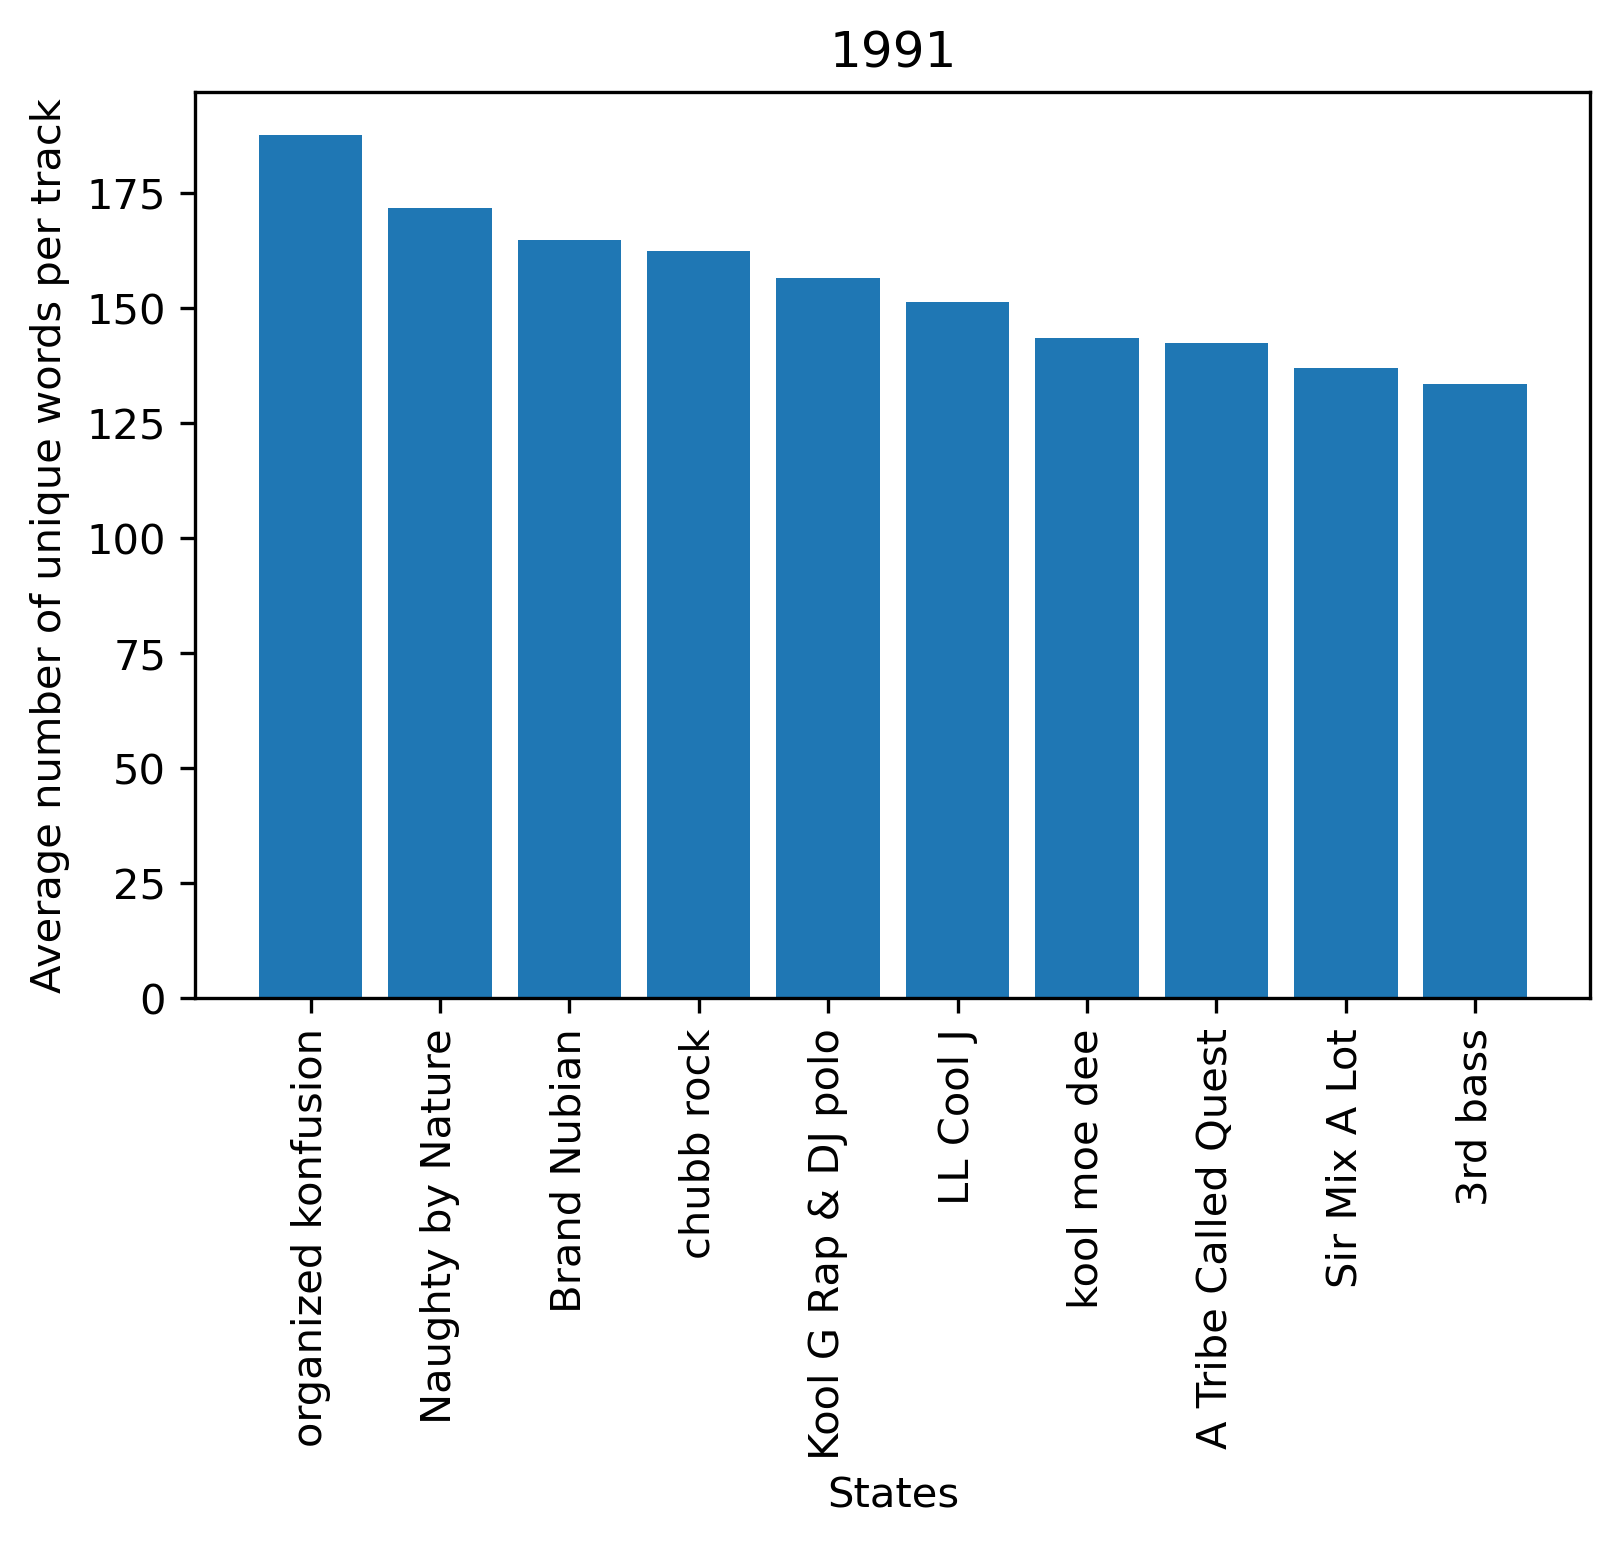 1991
Average number of unique words per track
175
150
125
100
75
50
25
0
organized konfusion
Naughty by Nature
Brand Nubian
chubb rock
Kool G Rap & DJ polo
LL Cool J
kool moe dee
A Tribe Called Quest
Sir Mix A Lot
3rd bass
States